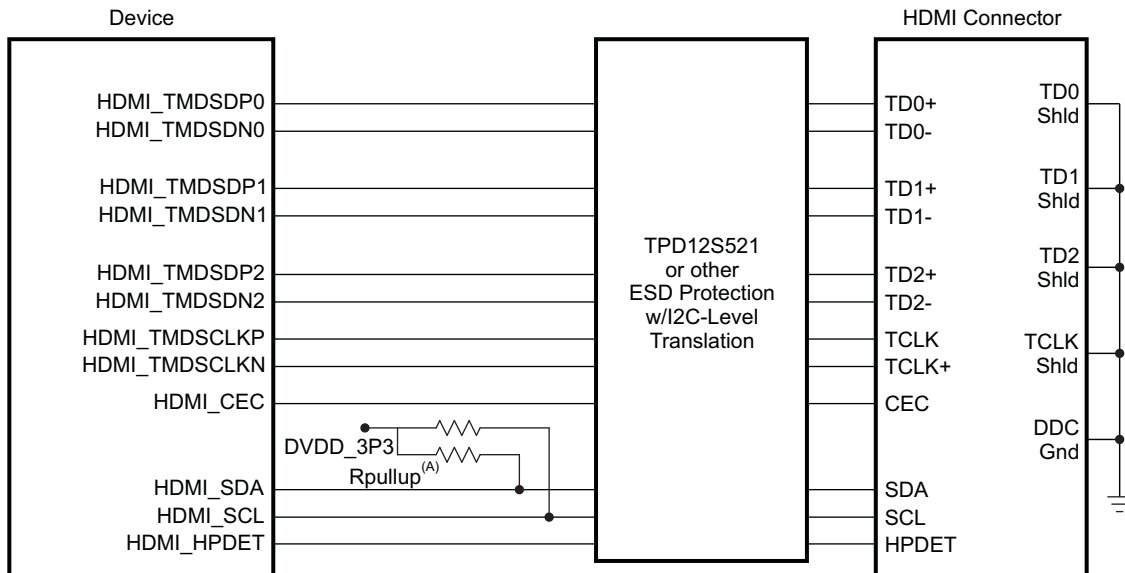 Device
HDMI Connector
HDMI_TMDSDP0
HDMI_TMDSDN0
HDMI_TMDSDP1
HDMI_TMDSDN1
HDMI_TMDSDP2
HDMI_TMDSDN2
HDMI_TMDSCLKP
HDMI_TMDSCLKN
HDMI_CEC
DVDD_3P3
Rpullup(A)
HDMI_SDA
HDMI_SCL
HDMI_HPDET
TPD12S521
or other
ESD Protection
w/I2C-Level
Translation
TD0+
TD0-
TD1+
TD1-
TD2+
TD2-
TCLK
TCLK+
CEC
SDA
SCL
HPDET
TD0
Shld
TD1
Shld
TD2
Shld
TCLK
Shld
DDC
Gnd